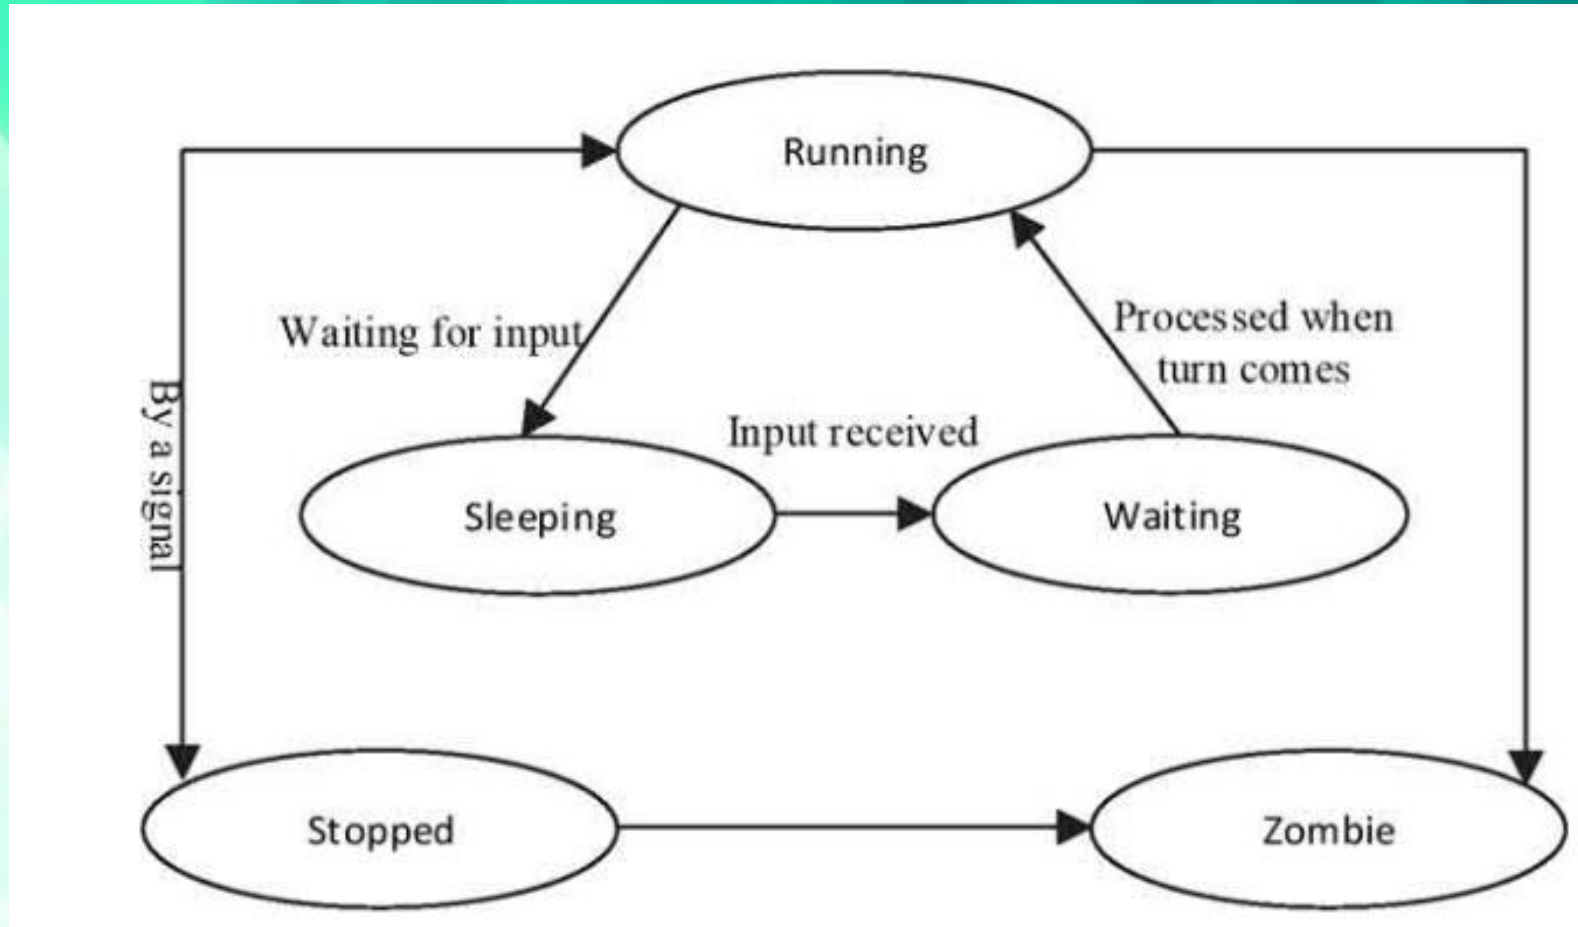 Running
Waiting for input
Processed when
turn comes
By a signal
Input received
Sleeping
Waiting
Stopped
Zombie